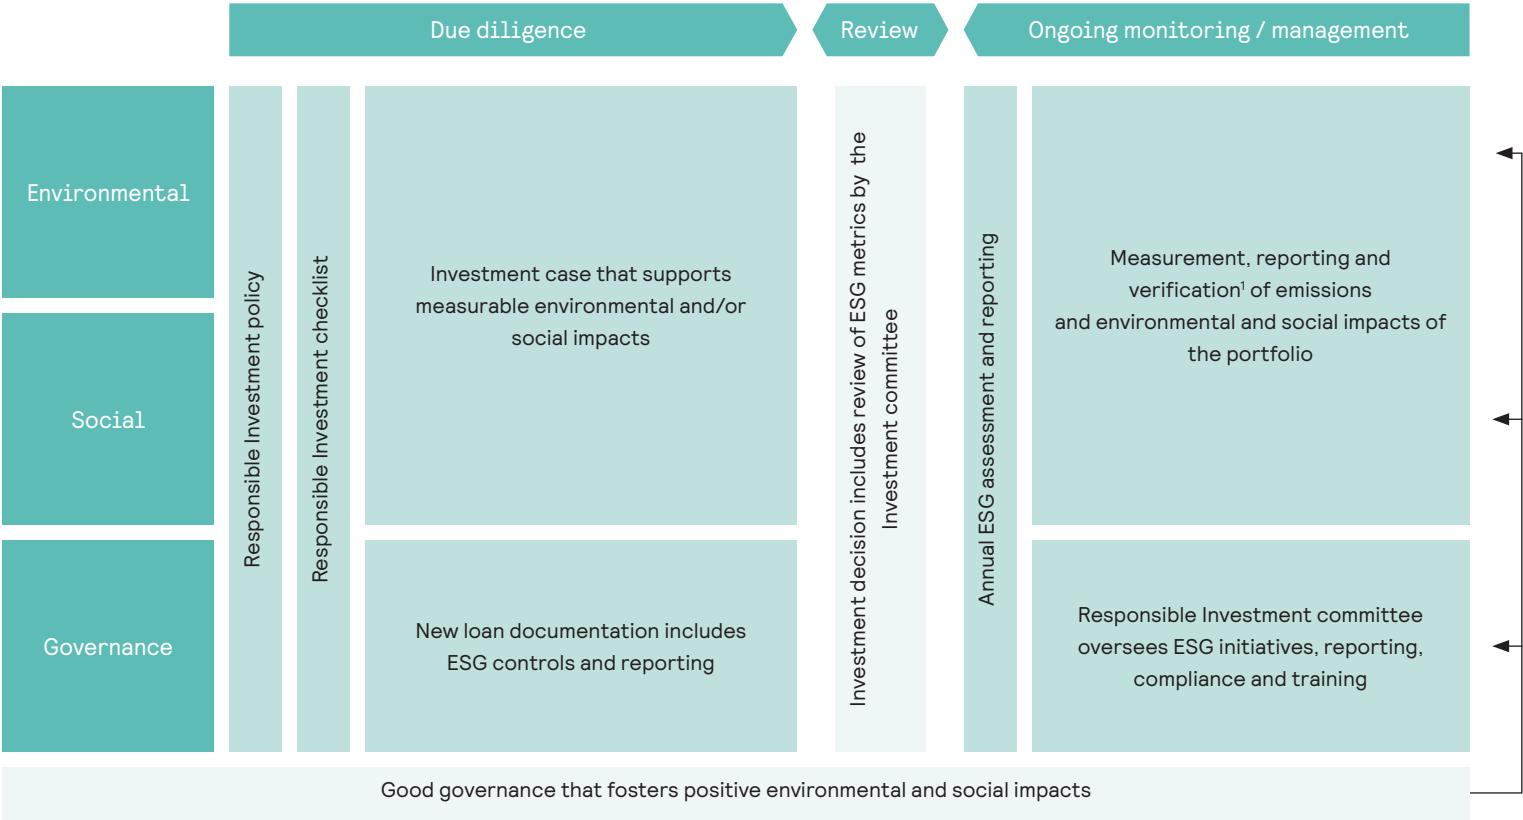 Due diligence
Review
Ongoing monitoring / management
Environmental
Social
Governance
Responsible Investment policy
Responsible Investment checklist
Investment case that supports
measurable environmental and/or
social impacts
New loan documentation includes
ESG controls and reporting
Investment decision includes review of ESG metrics by the
Investment committee
Annual ESG assessment and reporting
Measurement, reporting and
verification¹ of emissions
and environmental and social impacts of
the portfolio
Responsible Investment committee
oversees ESG initiatives, reporting,
compliance and training
Good governance that fosters positive environmental and social impacts